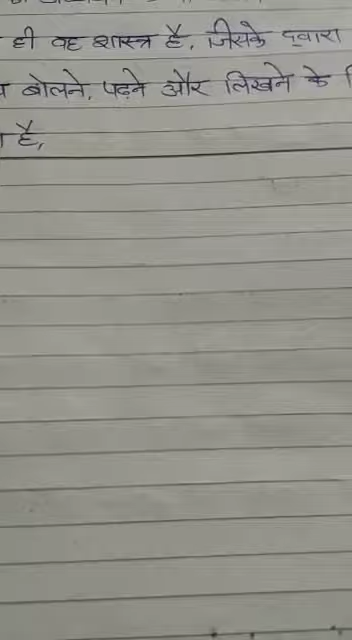 ही वह शास्त्र है, जिसके द्वारा
बोलने, पढ़ने और लिखने के
है,